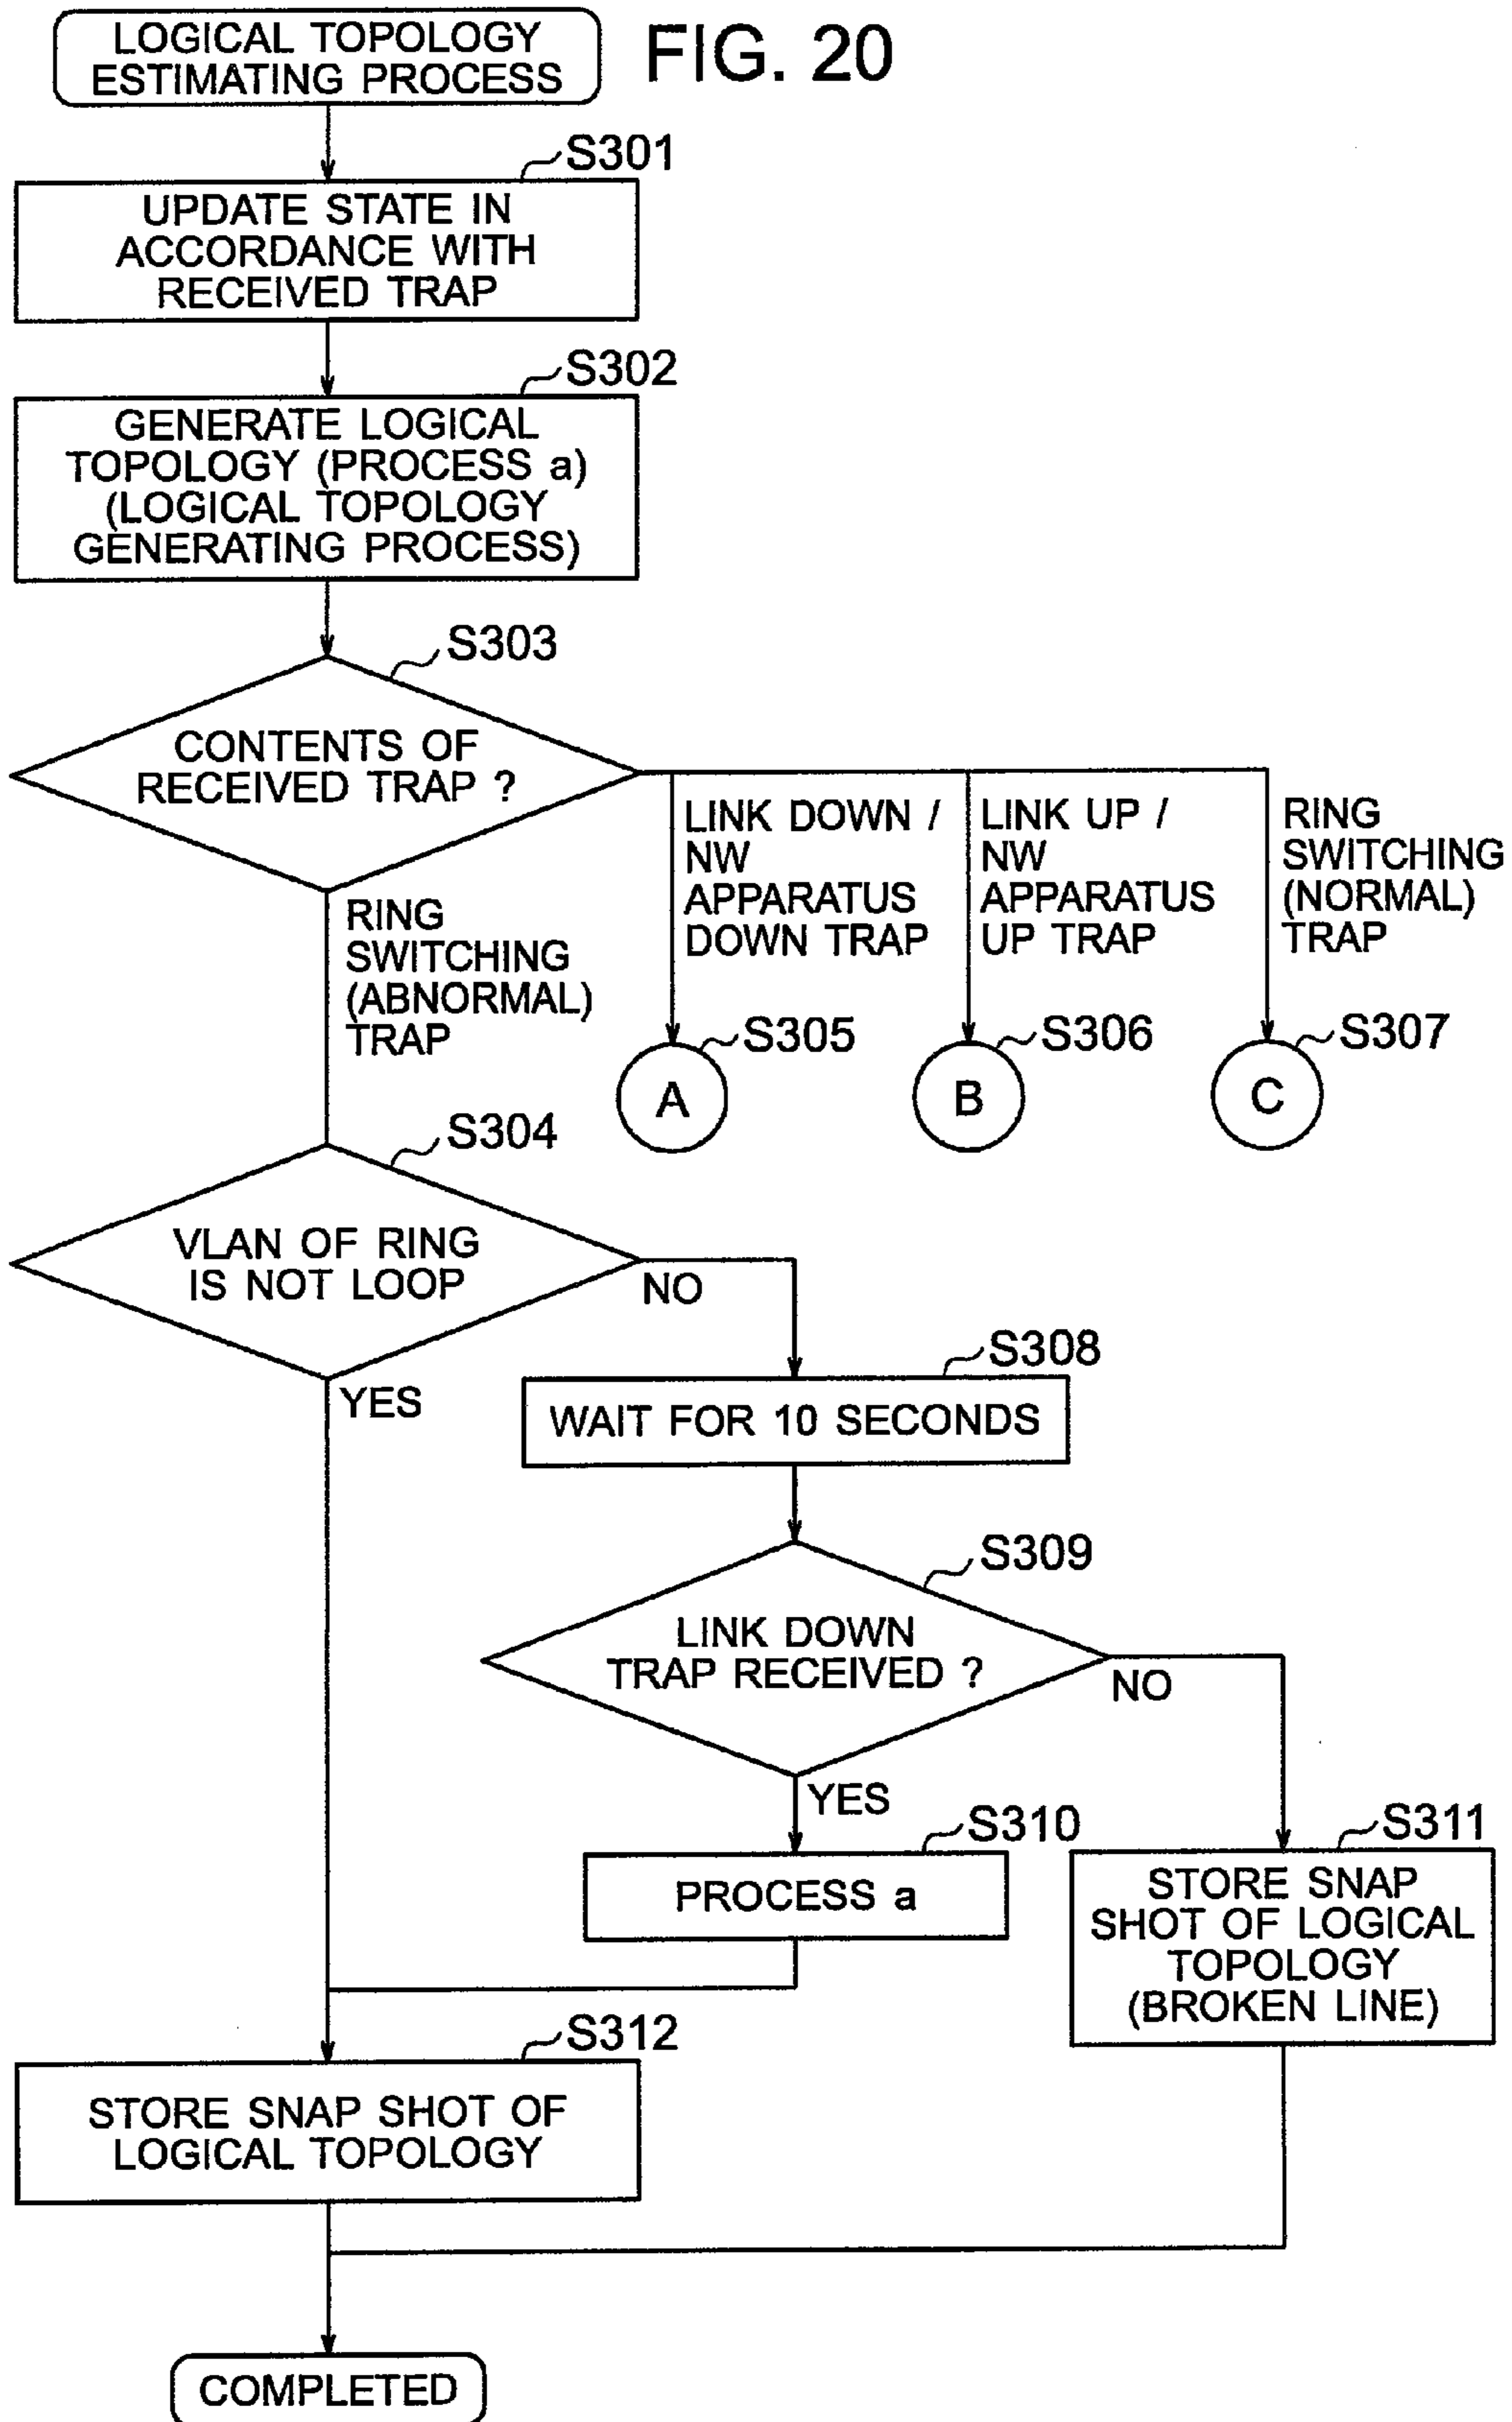 LOGICAL TOPOLOGY
ESTIMATING PROCESS
FIG. 20
S301
UPDATE STATE IN
ACCORDANCE WITH
RECEIVED TRAP
S302
GENERATE LOGICAL
TOPOLOGY (PROCESS a)
(LOGICAL TOPOLOGY
GENERATING PROCESS)
S303
CONTENTS OF
RECEIVED TRAP ?
LINK DOWN /
NW
APPARATUS
DOWN TRAP
LINK UP /
NW
APPARATUS
UP TRAP
RING
SWITCHING
(NORMAL)
TRAP
RING
SWITCHING
(ABNORMAL)
TRAP
S305
A
S306
B
S307
C
S304
VLAN OF RING
IS NOT LOOP
NO
YES
S308
WAIT FOR 10 SECONDS
S309
LINK DOWN
TRAP RECEIVED ?
NO
YES
S310
PROCESS a
S311
STORE SNAP
SHOT OF LOGICAL
TOPOLOGY
(BROKEN LINE)
S312
STORE SNAP SHOT OF
LOGICAL TOPOLOGY
COMPLETED